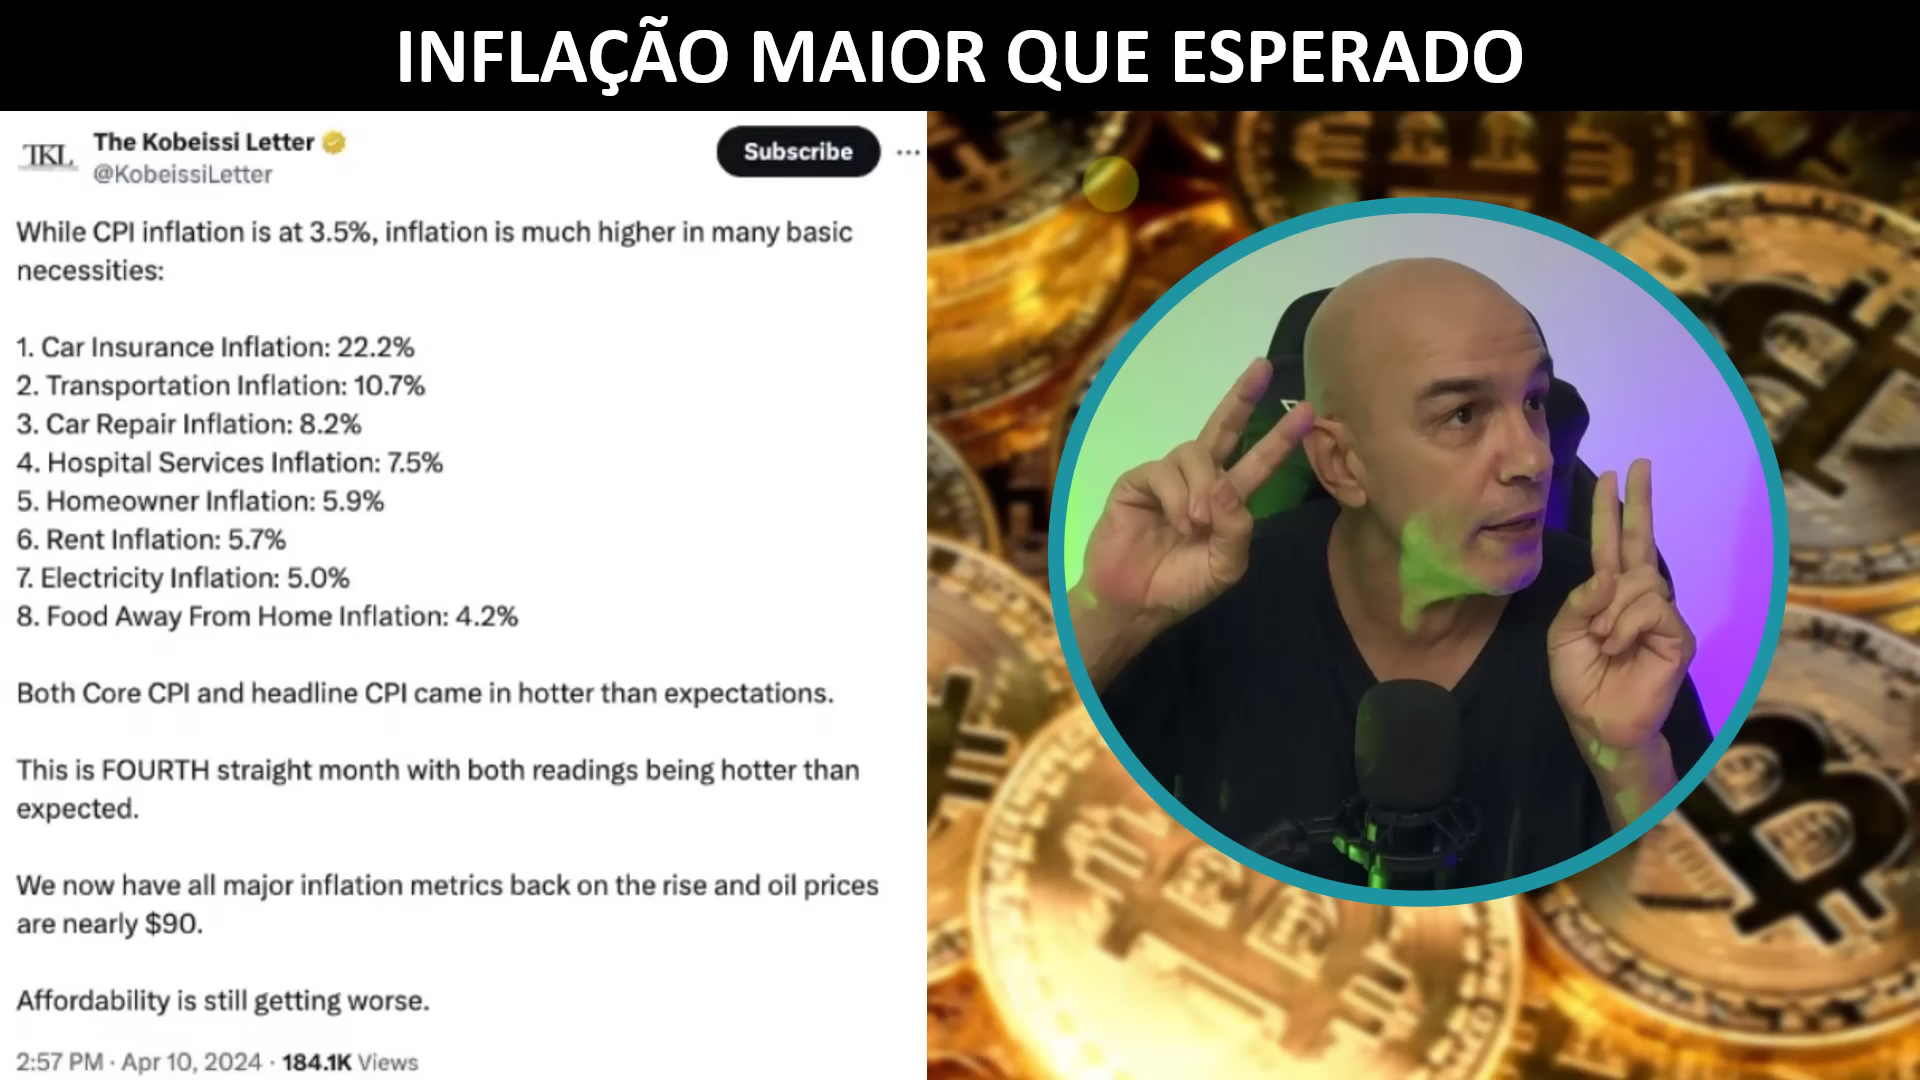 INFLAÇÃO MAIOR QUE ESPERADO
TKL
The Kobeissi Letter
@KobeissiLetter
Subscribe
While CPI inflation is at 3.5%, inflation is much higher in many basic
necessities:
1. Car Insurance Inflation: 22.2%
2. Transportation Inflation: 10.7%
3. Car Repair Inflation: 8.2%
4. Hospital Services Inflation: 7.5%
5. Homeowner Inflation: 5.9%
6. Rent Inflation: 5.7%
7. Electricity Inflation: 5.0%
8. Food Away From Home Inflation: 4.2%
Both Core CPI and headline CPI came in hotter than expectations.
This is FOURTH straight month with both readings being hotter than
expected.
We now have all major inflation metrics back on the rise and oil prices
are nearly $90.
Affordability is still getting worse.
2:57 PM · Apr 10, 2024 · 184.1K Views